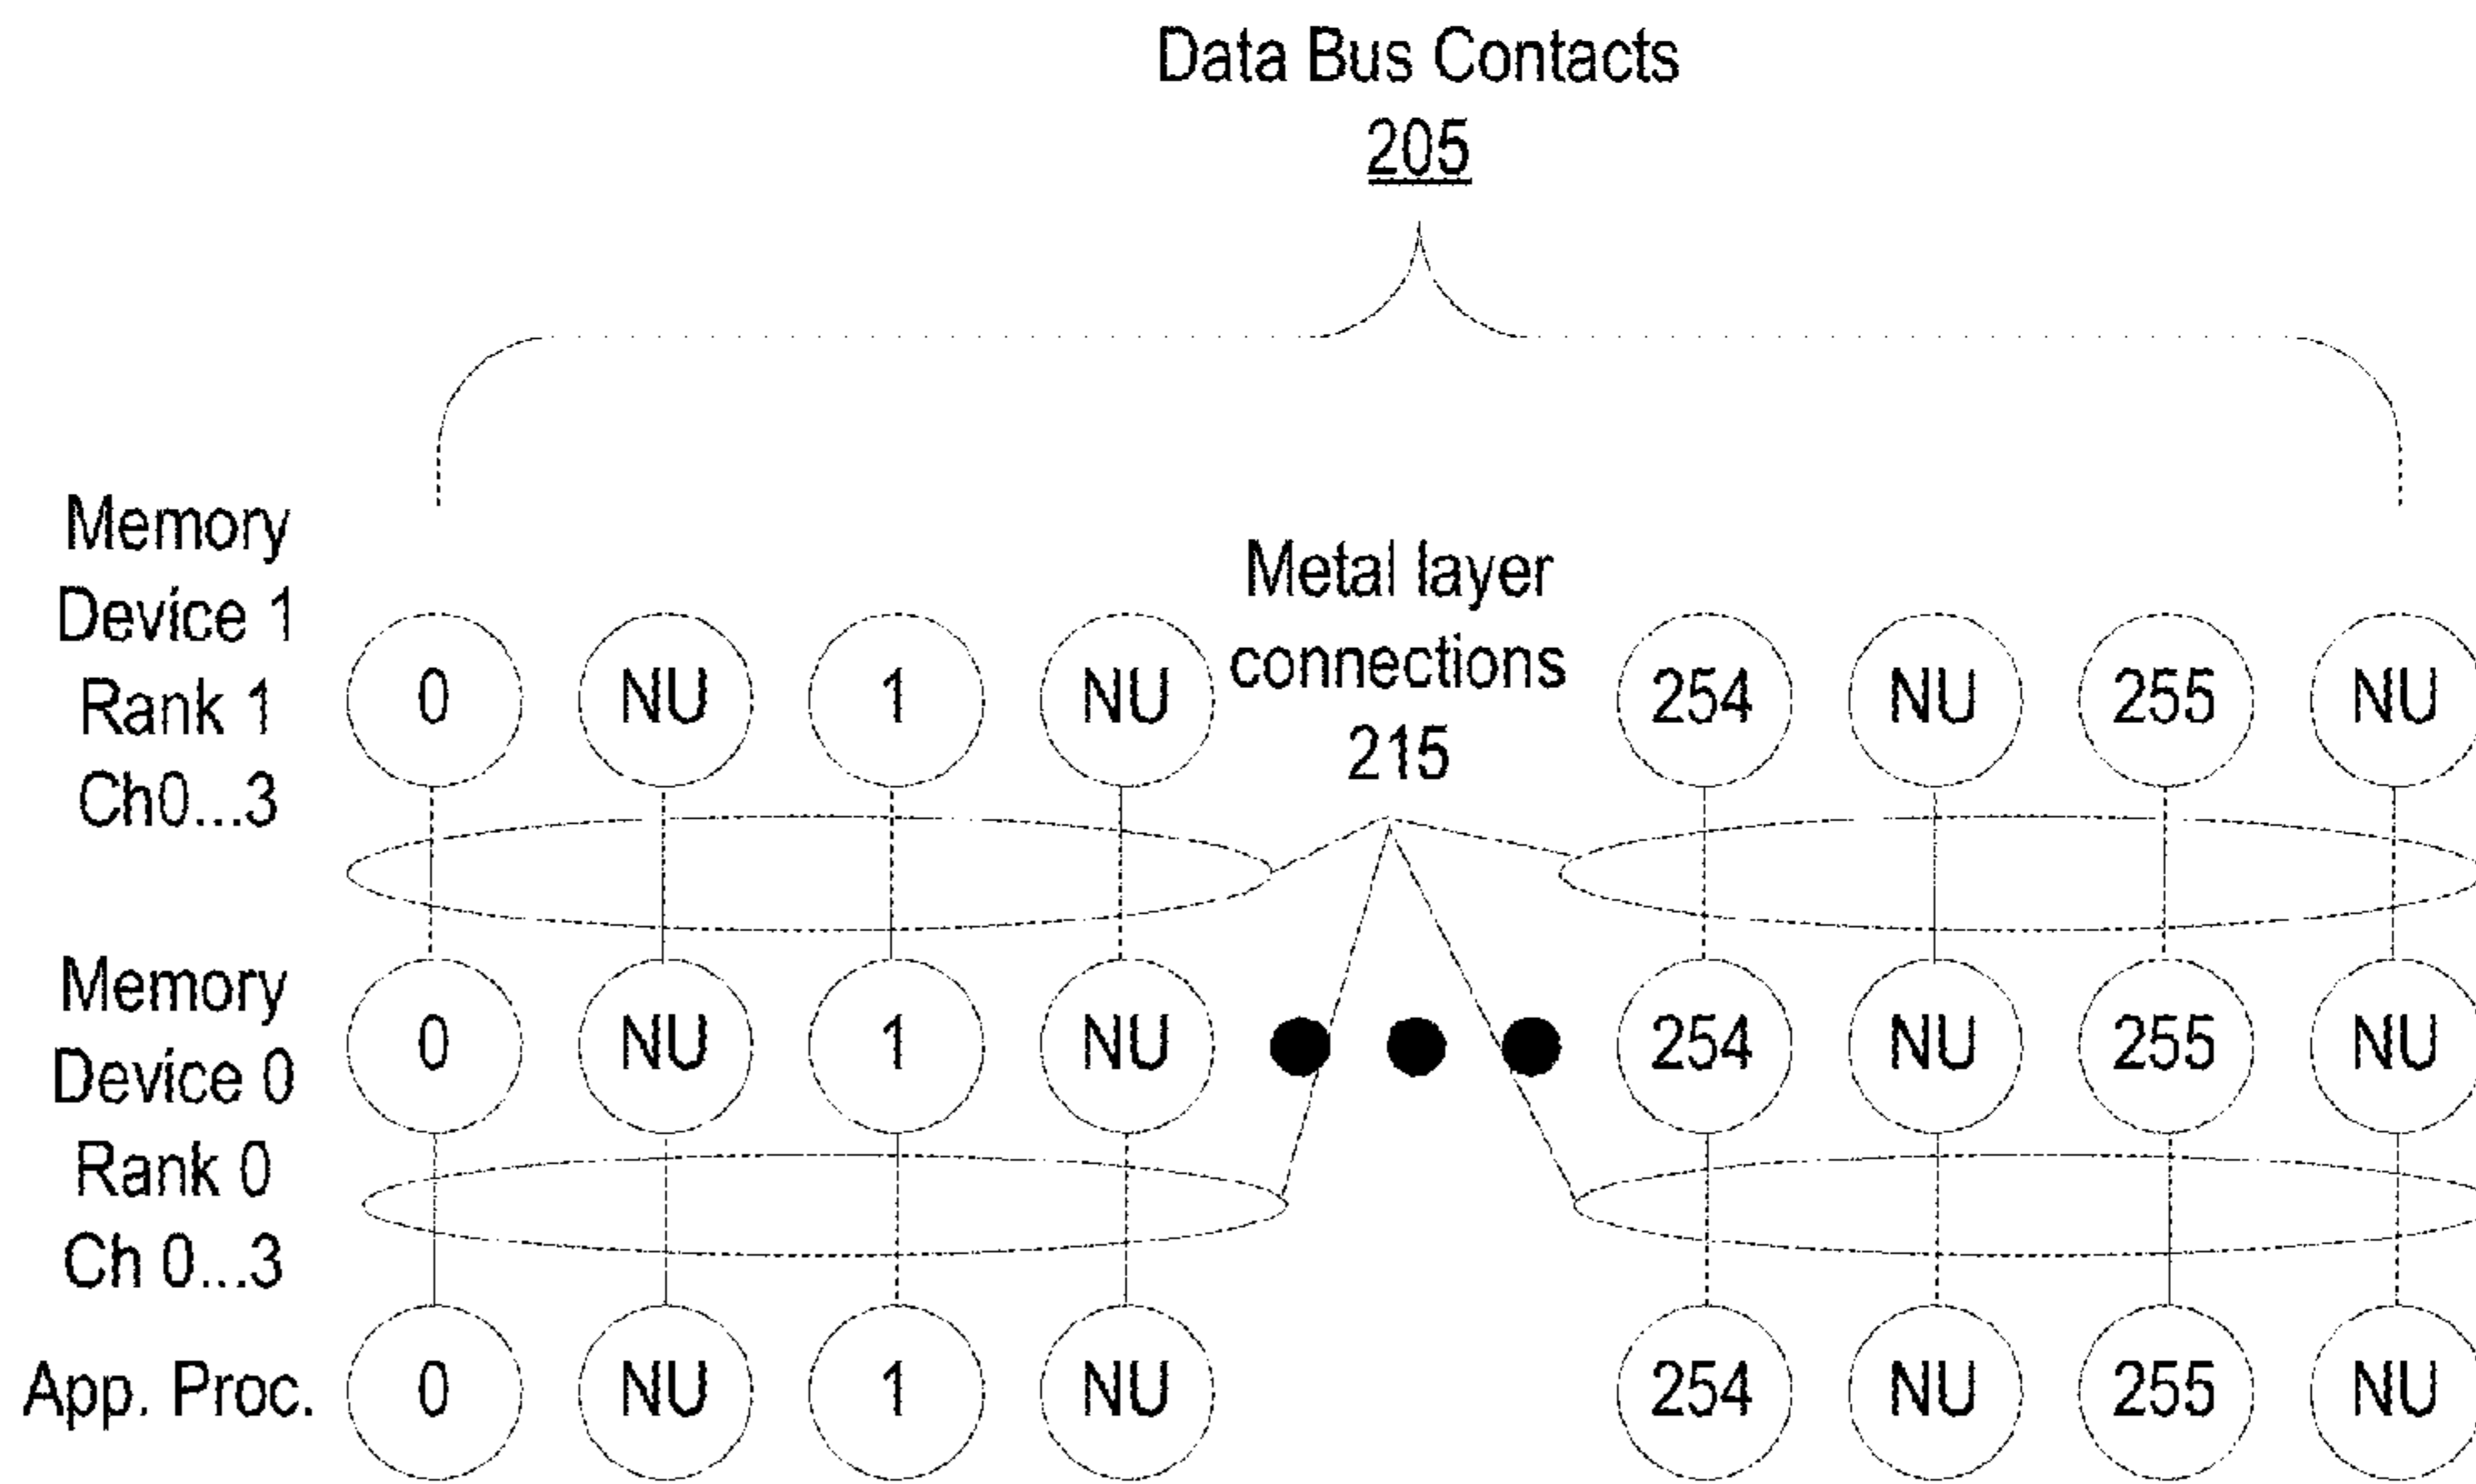 Data Bus Contacts
205
Memory
Device 1
Rank 1
Ch0...3
0 NU 1 NU
Metal layer
connections
215
254 NU 255 NU
Memory
Device 0
Rank 0
Ch 0...3
0 NU 1 NU 254 NU 255 NU
App. Proc. 0 NU 1 NU 254 NU 255 NU